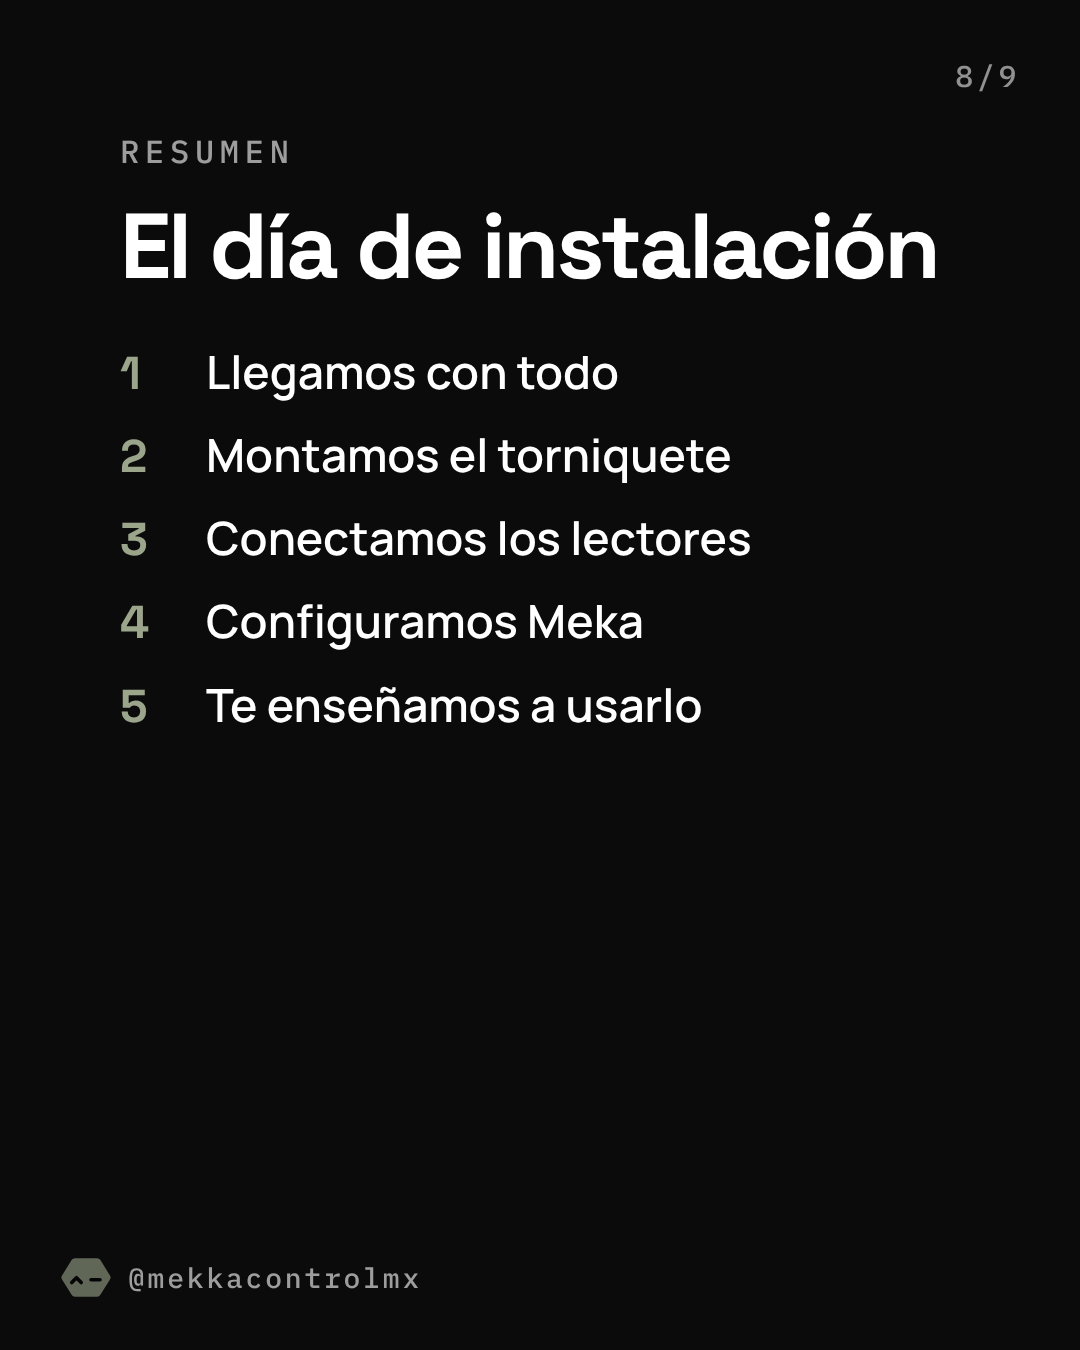 8/9
RESUMEN
El día de instalación
1 Llegamos con todo
2 Montamos el torniquete
3 Conectamos los lectores
4 Configuramos Meka
5 Te enseñamos a usarlo
@mekkacontrolmx